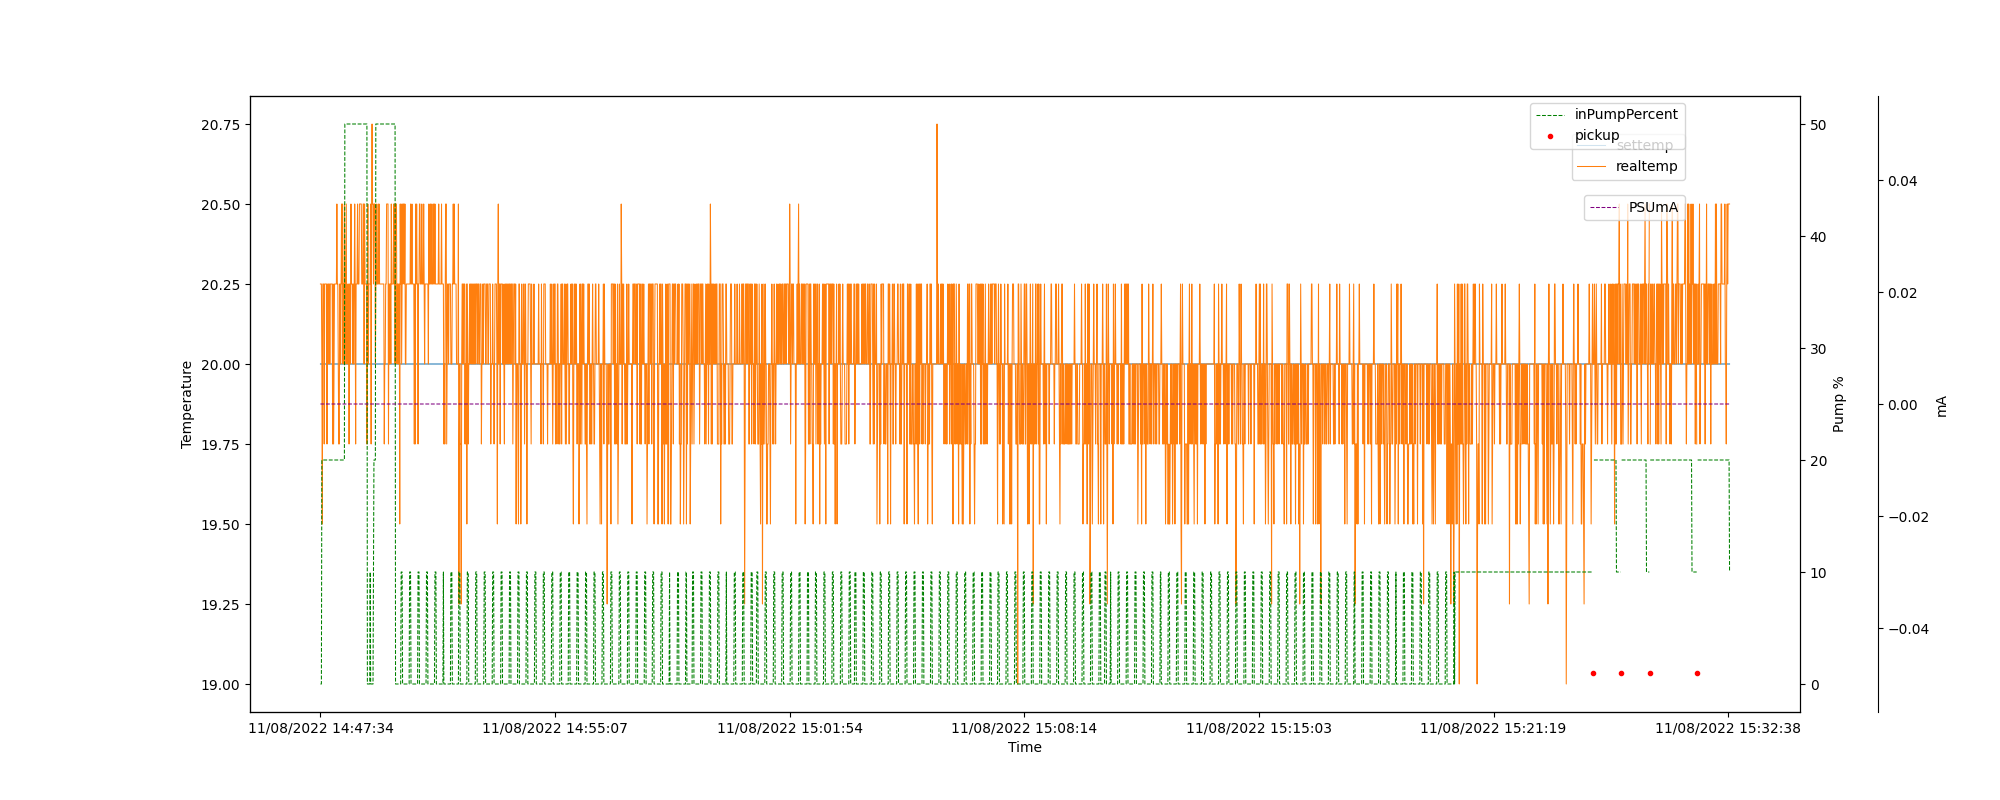 inPumpPercent
pickup
settemp
realtemp
PSUmA
20.75
20.50
20.25
20.00
19.75
19.50
19.25
19.00
Temperature
50
40
30
20
10
0
Pump %
0.04
0.02
0.00
−0.02
−0.04
mA
11/08/2022 14:47:34
11/08/2022 14:55:07
11/08/2022 15:01:54
11/08/2022 15:08:14
11/08/2022 15:15:03
11/08/2022 15:21:19
11/08/2022 15:32:38
Time